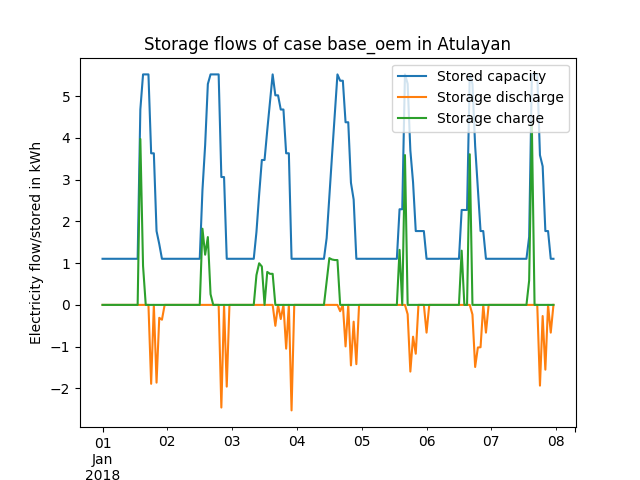 Storage flows of case base_oem in Atulayan
Stored capacity
Storage discharge
Storage charge
Electricity flow/stored in kWh
5
4
3
2
1
0
−1
−2
01 02 03 04 05 06 07 08
Jan
2018